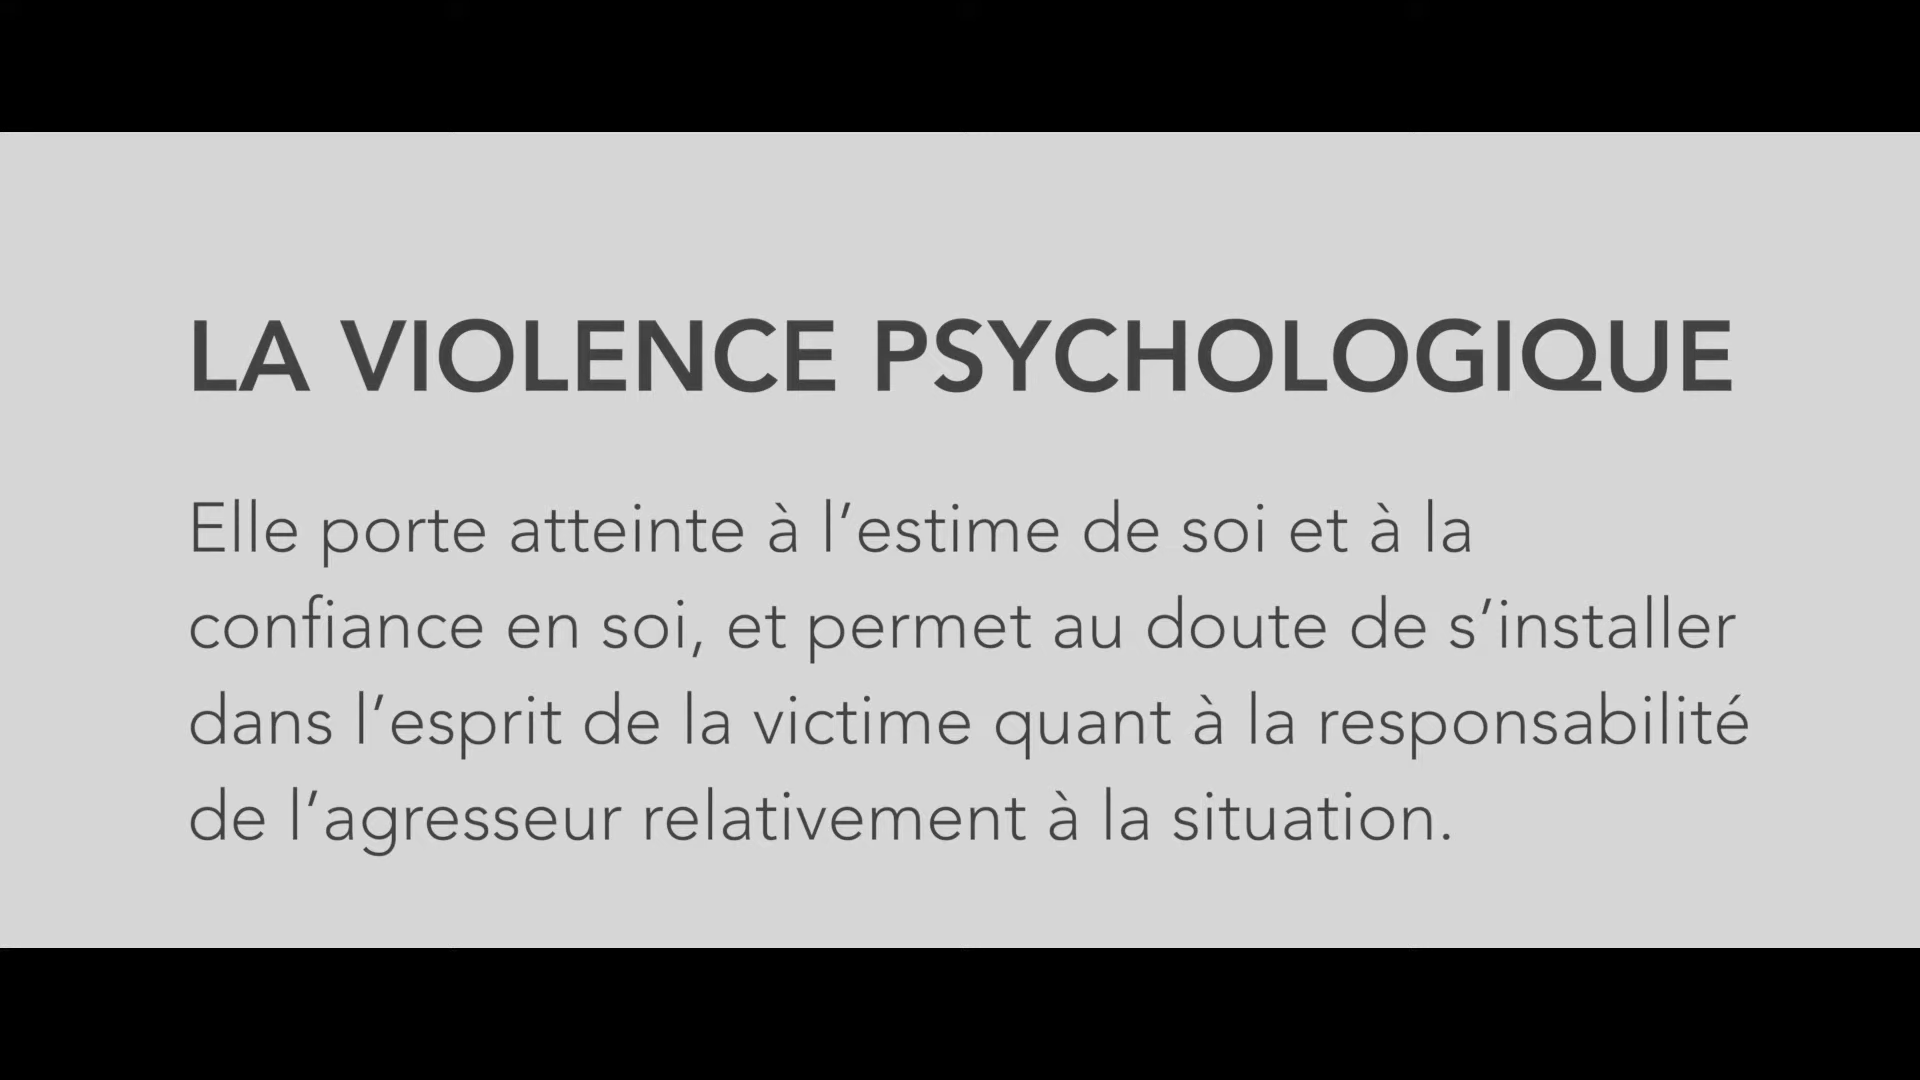 LA VIOLENCE PSYCHOLOGIQUE
Elle porte atteinte à l’estime de soi et à la
confiance en soi, et permet au doute de s’installer
dans l’esprit de la victime quant à la responsabilité
de l’agresseur relativement à la situation.